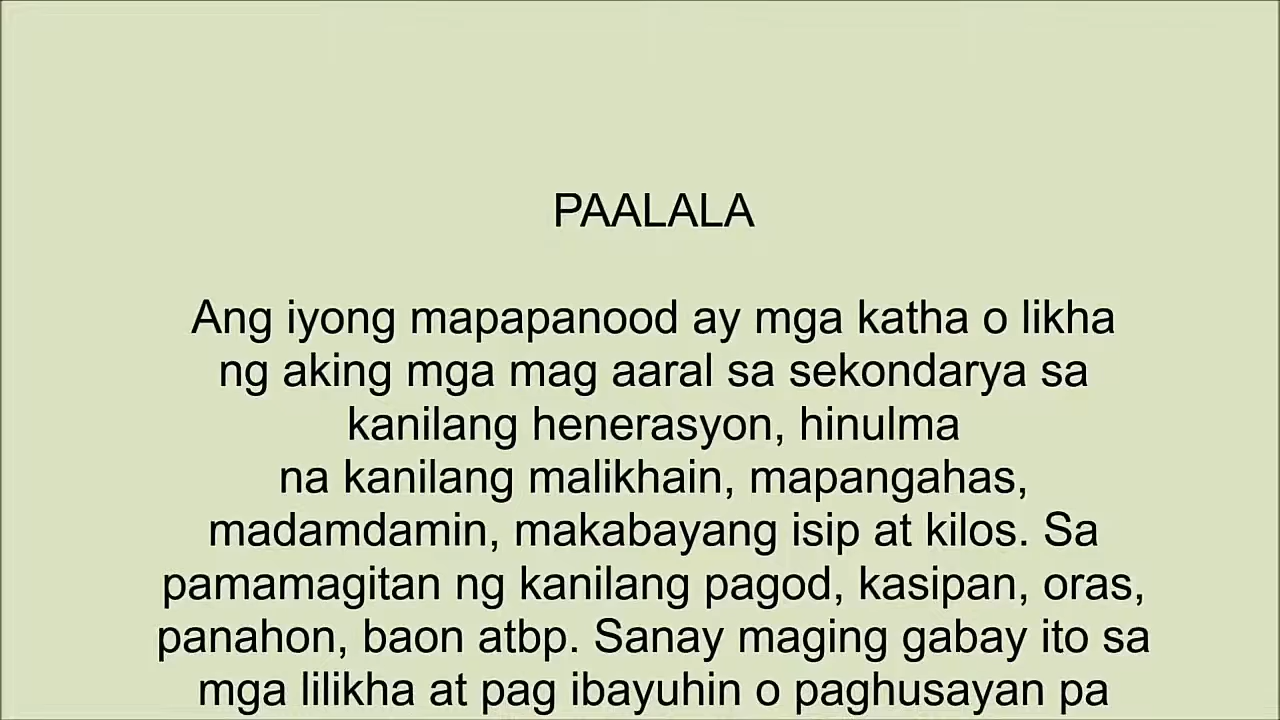 PAALALA
Ang iyong mapapanood ay mga katha o likha
ng aking mga mag aaral sa sekondarya sa
kanilang henerasyon, hinulma
na kanilang malikhain, mapangahas,
madamdamin, makabayang isip at kilos. Sa
pamamagitan ng kanilang pagod, kasipan, oras,
panahon, baon atbp. Sanay maging gabay ito sa
mga lilikha at pag ibayuhin o paghusayan pa